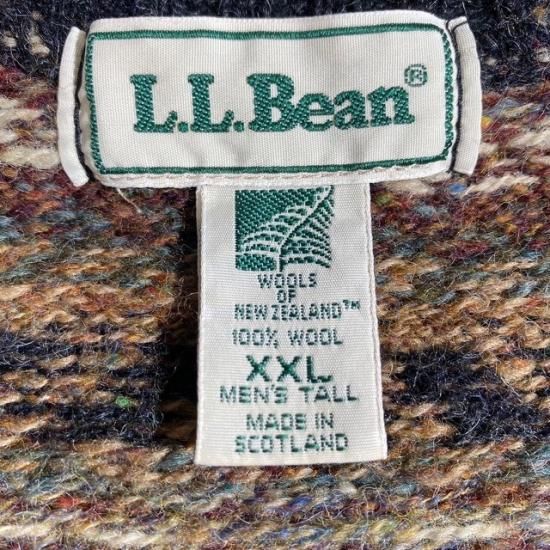 L.L.Bean®
WOOLS
OF
NEW ZEALAND™
100% WOOL
XXL
MEN'S TALL
MADE IN
SCOTLAND